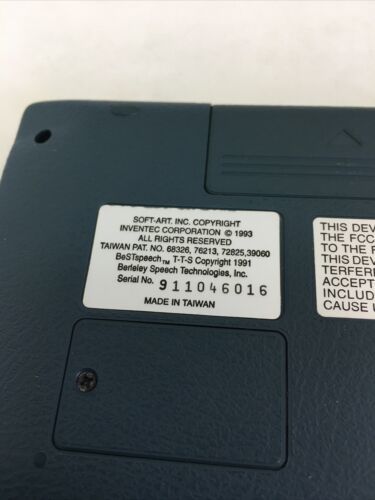 SOFT-ART. INC. COPYRIGHT
INVENTEC CORPORATION © 1993
ALL RIGHTS RESERVED
TAIWAN PAT. NO. 68326, 76213, 72825,39060
BeSTspeech™ T-T-S Copyright 1991
Berleley Speech Technologies, Inc.
Serial No. 911046016
MADE IN TAIWAN
THIS DEV
THE FCC
TO THE
THIS DEV
TERFERE
ACCEPT
INCLUD
CAUSE